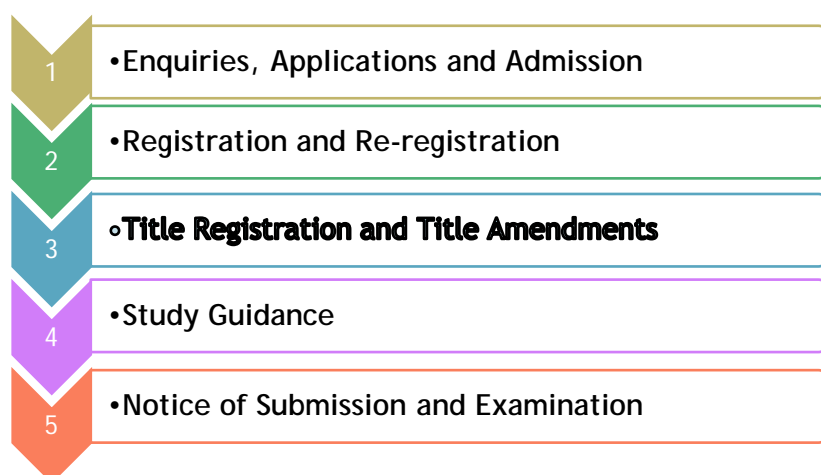 1 •Enquiries, Applications and Admission
2 •Registration and Re-registration
3 •Title Registration and Title Amendments
4 •Study Guidance
5 •Notice of Submission and Examination